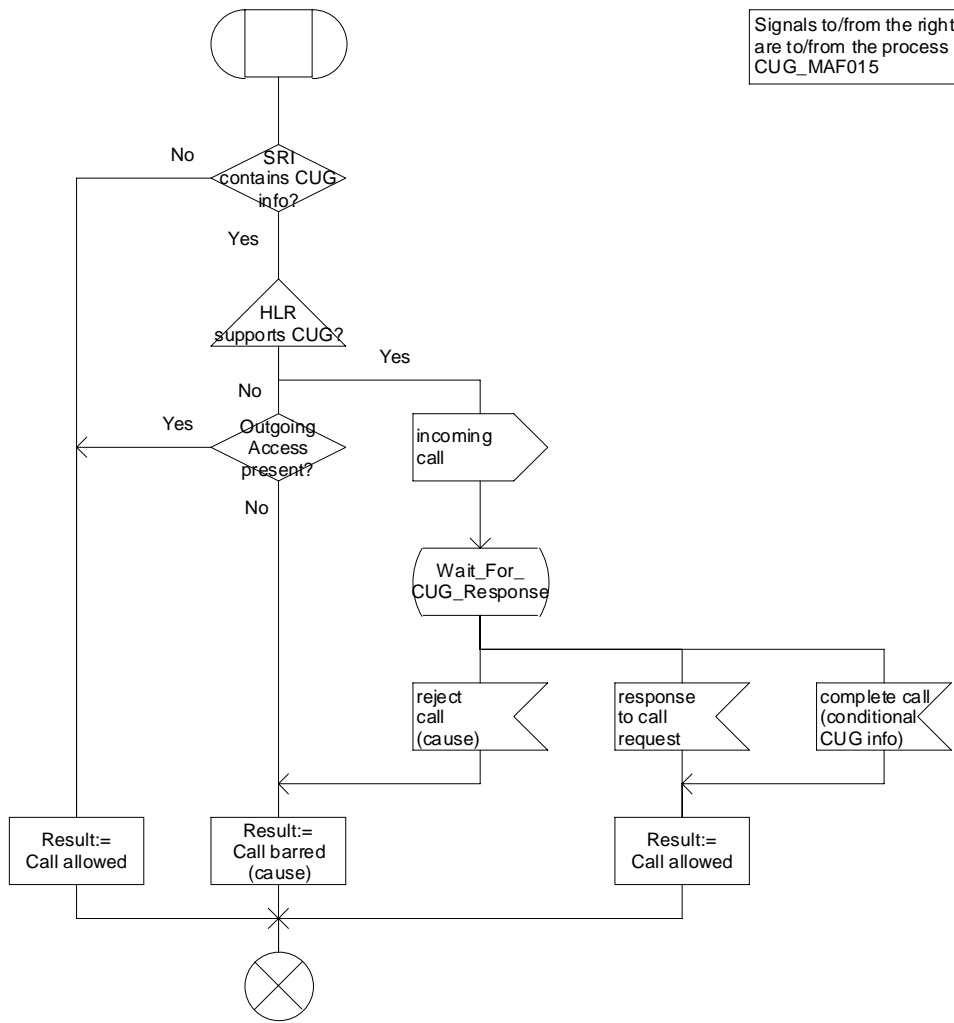 Signals to/from the right
are to/from the process
CUG_MAF015
No
SRI
contains CUG
info?
Yes
HLR
supports CUG?
Yes
No
Yes
Outgoing
Access
present?
incoming
call
No
Wait_For_
CUG_Response
reject
call
(cause)
response
to call
request
complete call
(conditional
CUG info)
Result:=
Call allowed
Result:=
Call barred
(cause)
Result:=
Call allowed